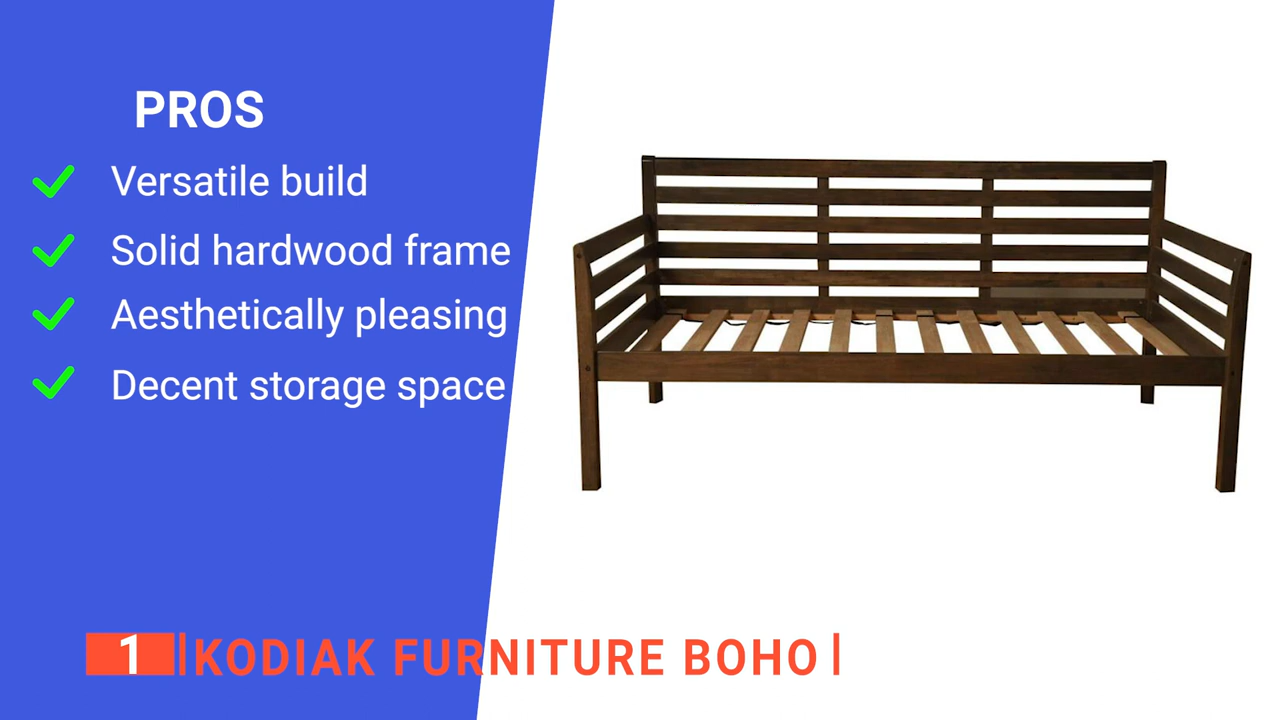 PROS
Versatile build
Solid hardwood frame
Aesthetically pleasing
Decent storage space
1 KODIAK FURNITURE BOHO